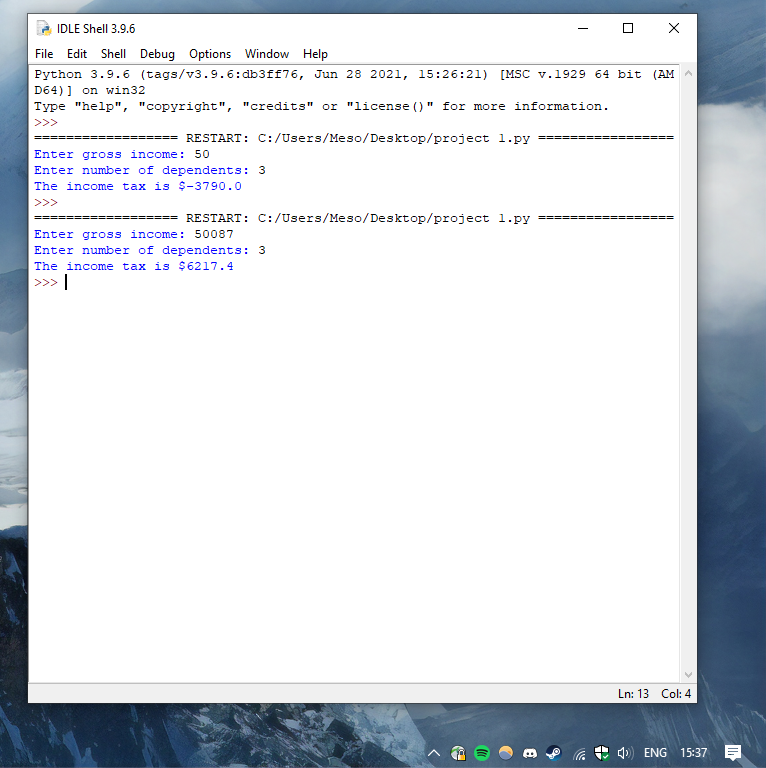 IDLE Shell 3.9.6
File Edit Shell Debug Options Window Help
Python 3.9.6 (tags/v3.9.6:db3ff76, Jun 28 2021, 15:26:21) [MSC v.1929 64 bit (AM
D64)] on win32
Type "help", "copyright", "credits" or "license()" for more information.
>>>
================== RESTART: C:/Users/Meso/Desktop/project 1.py =================
Enter gross income: 50
Enter number of dependents: 3
The income tax is $-3790.0
>>>
================== RESTART: C:/Users/Meso/Desktop/project 1.py =================
Enter gross income: 50087
Enter number of dependents: 3
The income tax is $6217.4
>>>
Ln: 13 Col: 4
ENG 15:37